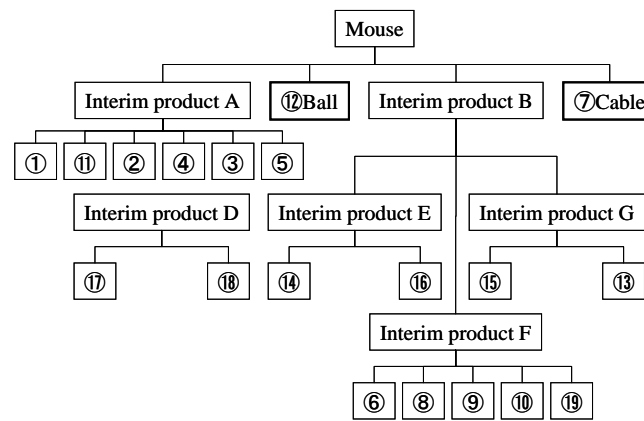 Mouse
Interim product A
⑫Ball
Interim product B
⑦Cable
① ⑪ ② ④ ③ ⑤
Interim product D
Interim product E
Interim product G
⑰ ⑱ ⑭ ⑯ ⑮ ⑬
Interim product F
⑥ ⑧ ⑨ ⑩ ⑲